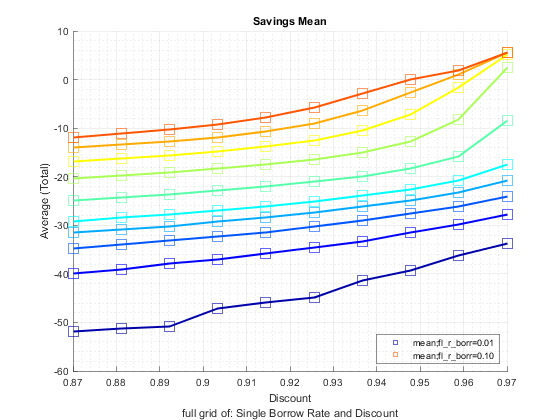 Savings Mean
10
0
-10
-20
-30
-40
-50
-60
Average (Total)
0.87 0.88 0.89 0.9 0.91 0.92 0.93 0.94 0.95 0.96 0.97
mean;fl_r_borr=0.01
mean;fl_r_borr=0.10
Discount
full grid of: Single Borrow Rate and Discount